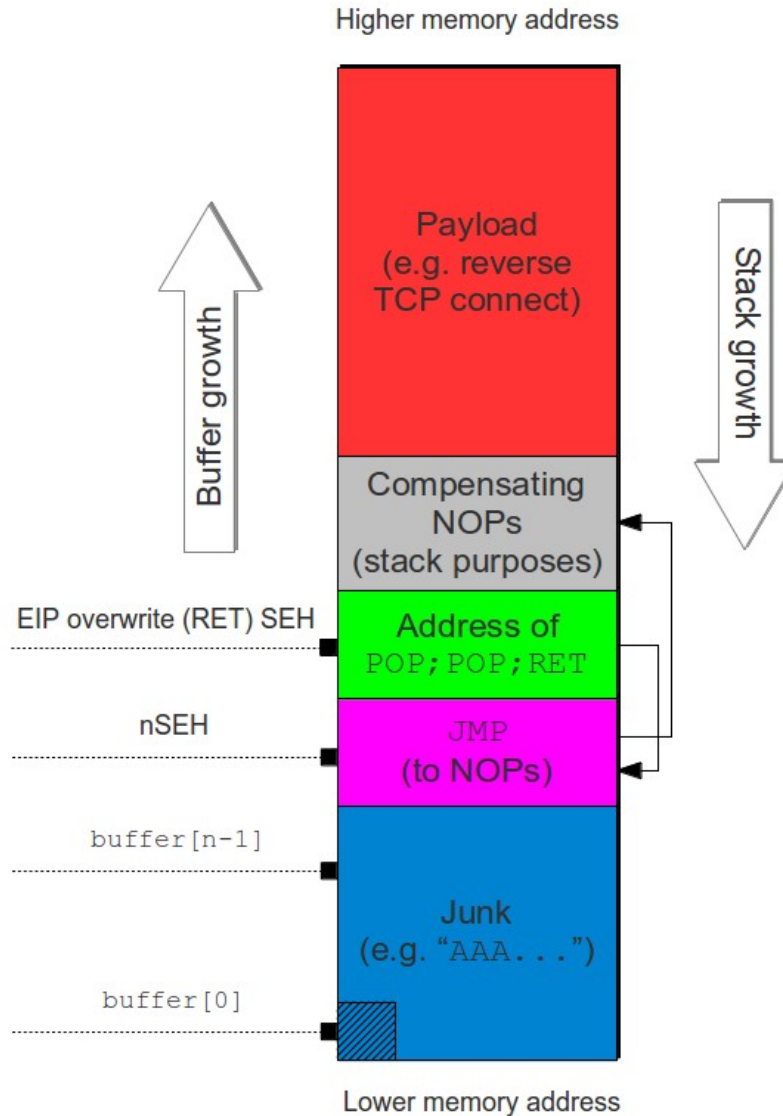 Higher memory address
Payload
(e.g. reverse
TCP connect)
Buffer growth
Stack growth
Compensating
NOPs
(stack purposes)
EIP overwrite (RET) SEH
Address of
POP;POP;RET
nSEH
JMP
(to NOPs)
buffer[n-1]
Junk
(e.g. “AAA...”)
buffer[0]
Lower memory address